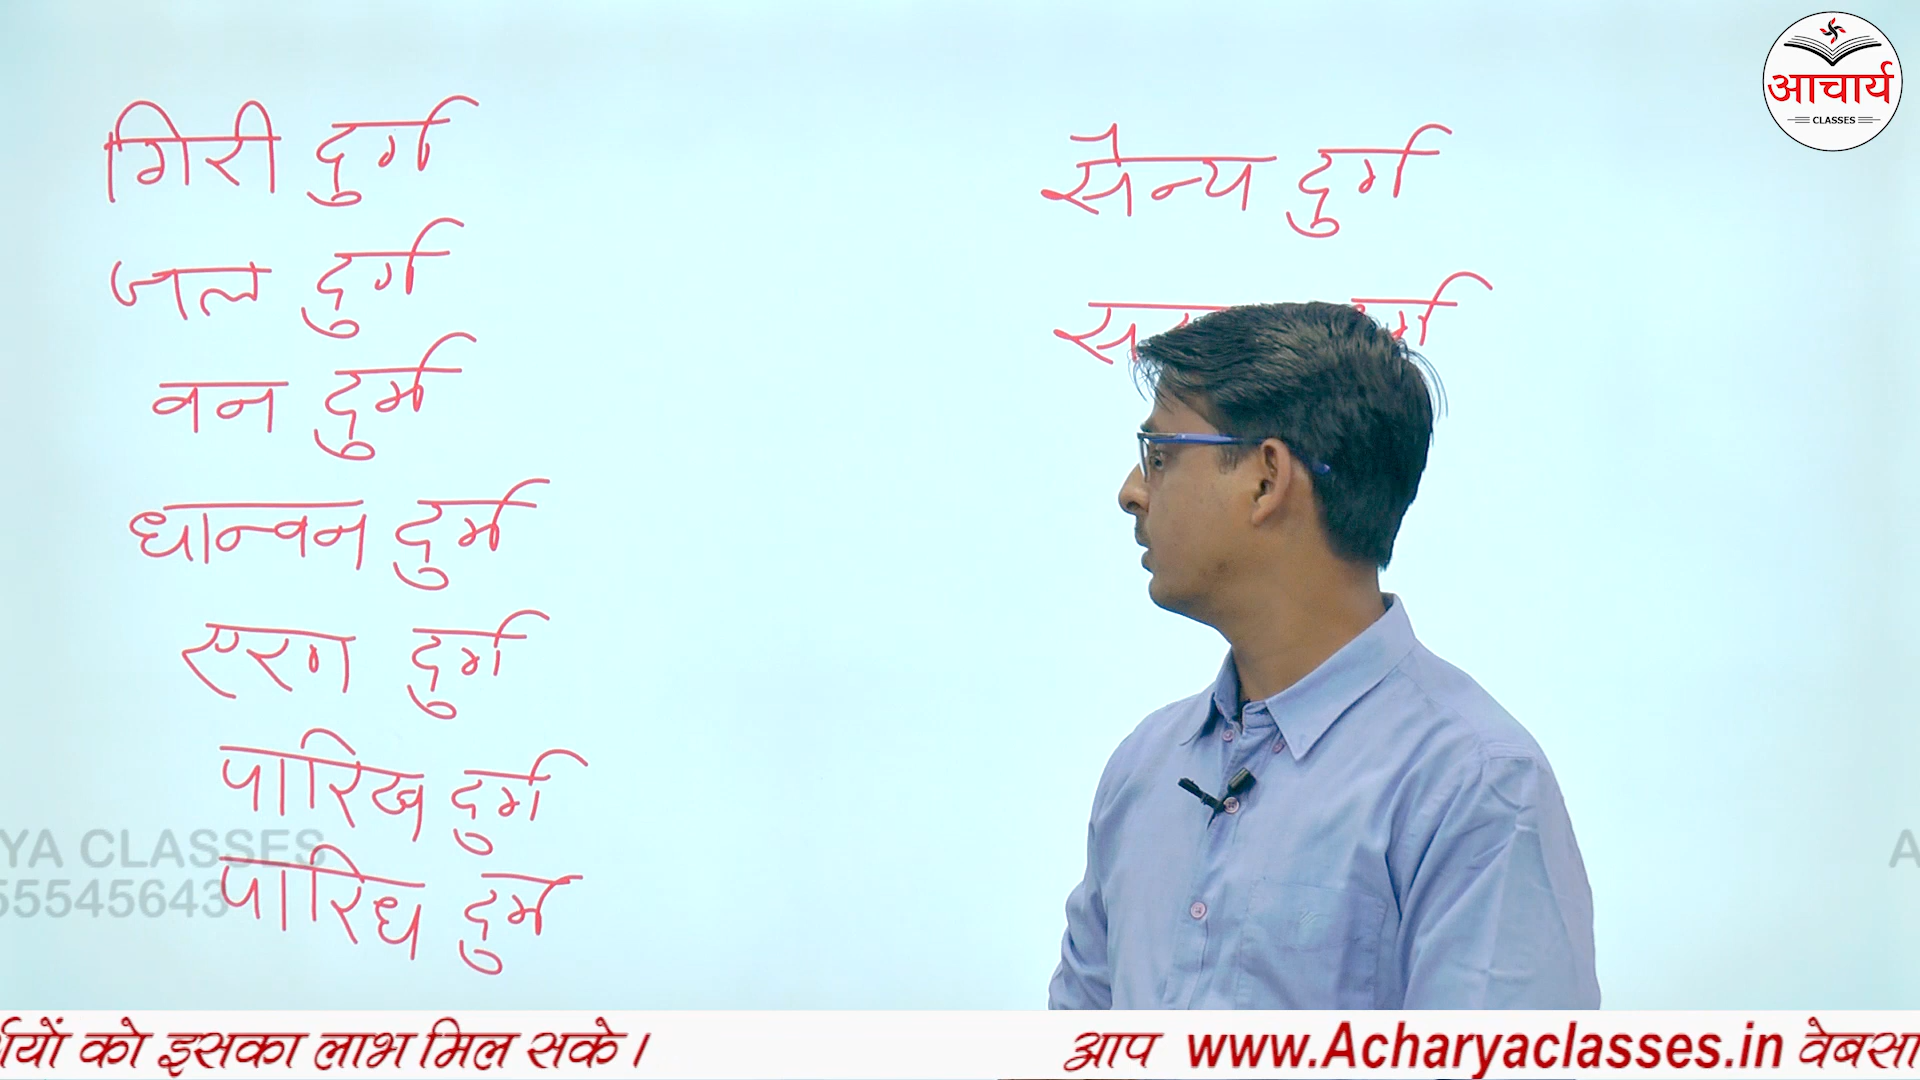 गिरी दुर्ग
जल दुर्ग
वन दुर्ग
धान्वन दुर्ग
एरण दुर्ग
पारिख दुर्ग
पारिध दुर्ग
सैन्य दुर्ग
दुर्ग
आचार्य
CLASSES
YA CLASSES
55545643
को इसका लाभ मिल सके।
आप www.Acharyaclasses.in